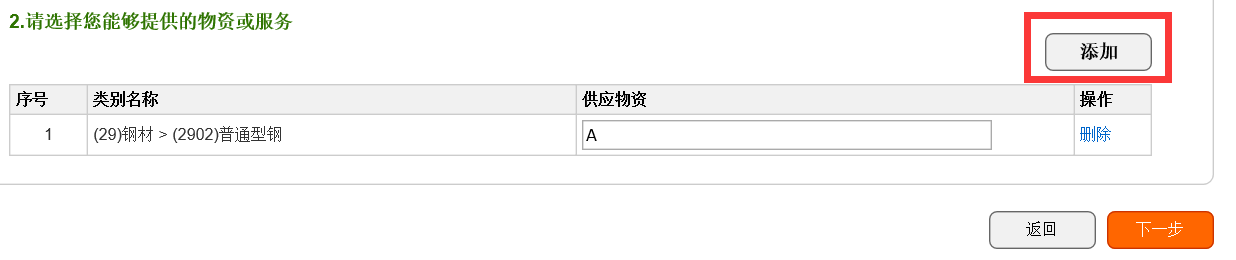 2.请选择您能够提供的物资或服务
添加
序号 类别名称 供应物资 操作
1 (29)钢材 > (2902)普通型钢 A 删除
返回 下一步